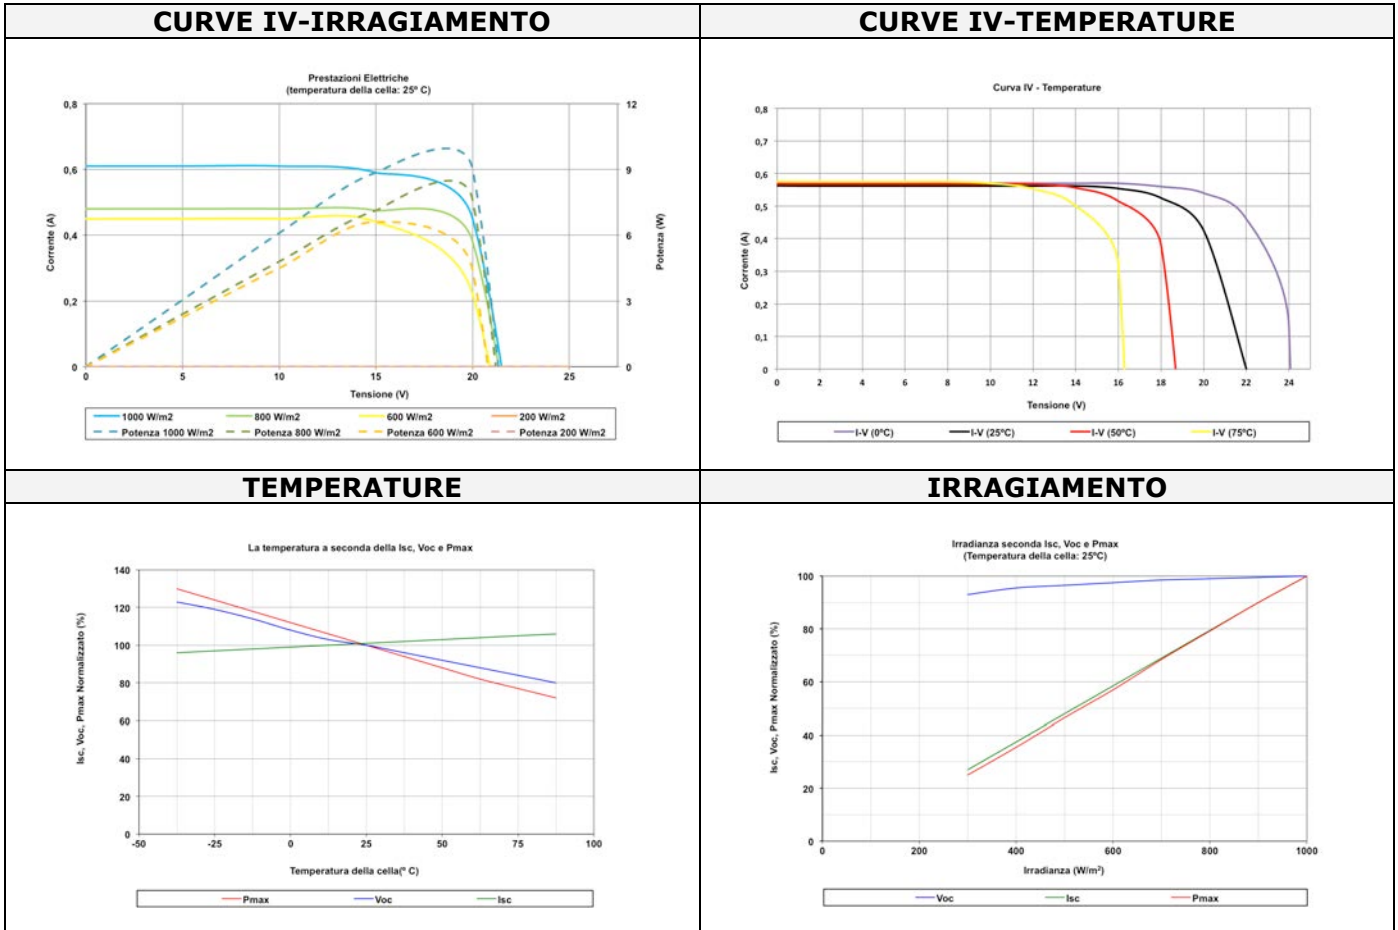 CURVE IV-IRRAGIAMENTO
Prestazioni Elettriche
(temperatura della cella: 25º C)
0,8
0,6
0,4
0,2
0
12
9
6
3
0
0 5 10 15 20 25
Corrente (A)
Potenza (W)
Tensione (V)
1000 W/m2 800 W/m2 600 W/m2 200 W/m2
Potenza 1000 W/m2 Potenza 800 W/m2 Potenza 600 W/m2 Potenza 200 W/m2
CURVE IV-TEMPERATURE
Curva IV - Temperature
0,8
0,7
0,6
0,5
0,4
0,3
0,2
0,1
0
0 2 4 6 8 10 12 14 16 18 20 22 24
Corrente (A)
Tensione (V)
I-V (0ºC) I-V (25ºC) I-V (50ºC) I-V (75ºC)
TEMPERATURE
La temperatura a seconda della Isc, Voc e Pmax
140
120
100
80
60
40
20
0
-50 -25 0 25 50 75 100
Isc, Voc, Pmax Normalizzato (%)
Temperatura della cella(º C)
Pmax Voc Isc
IRRAGIAMENTO
Irradianza seconda Isc, Voc e Pmax
(Temperatura della cella: 25ºC)
100
80
60
40
20
0
0 200 400 600 800 1000
Isc, Voc, Pmax Normalizzato (%)
Irradianza (W/m²)
Voc Isc Pmax